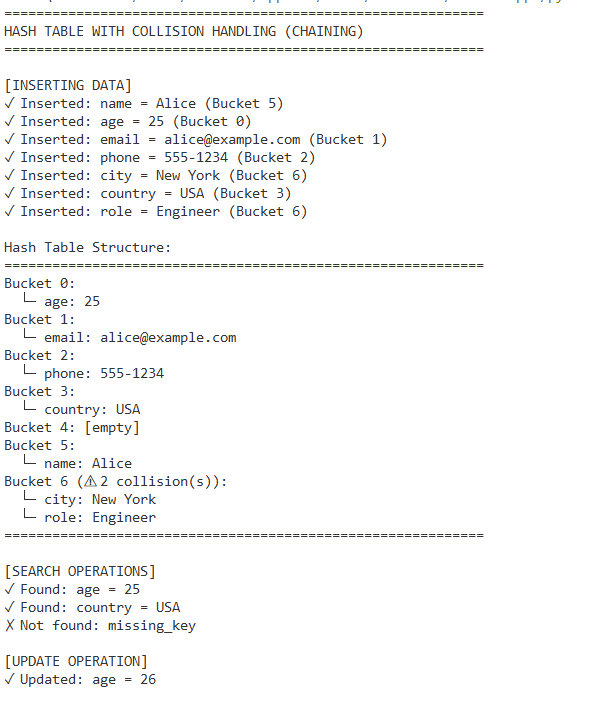 ============================================================
HASH TABLE WITH COLLISION HANDLING (CHAINING)
============================================================
[INSERTING DATA]
✓ Inserted: name = Alice (Bucket 5)
✓ Inserted: age = 25 (Bucket 0)
✓ Inserted: email = alice@example.com (Bucket 1)
✓ Inserted: phone = 555-1234 (Bucket 2)
✓ Inserted: city = New York (Bucket 6)
✓ Inserted: country = USA (Bucket 3)
✓ Inserted: role = Engineer (Bucket 6)
Hash Table Structure:
============================================================
Bucket 0:
└─ age: 25
Bucket 1:
└─ email: alice@example.com
Bucket 2:
└─ phone: 555-1234
Bucket 3:
└─ country: USA
Bucket 4: [empty]
Bucket 5:
└─ name: Alice
Bucket 6 (⚠2 collision(s)):
└─ city: New York
└─ role: Engineer
============================================================
[SEARCH OPERATIONS]
✓ Found: age = 25
✓ Found: country = USA
✗ Not found: missing_key
[UPDATE OPERATION]
✓ Updated: age = 26